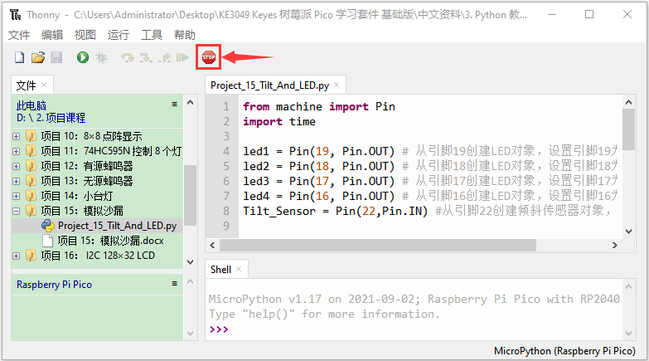 Thonny - C:\Users\Administrator\Desktop\KE3049 Keyes 树莓派 Pico 学习套件 基础版\中文资料\3. Python 教...
文件 编辑 视图 运行 工具 帮助
STOP
文件
此电脑
D: \ 2. 项目课程
项目 10：8×8 点阵显示
项目 11：74HC595N 控制 8 个灯
项目 12：有源蜂鸣器
项目 13：无源蜂鸣器
项目 14：小台灯
项目 15：模拟沙漏
Project_15_Tilt_And_LED.py
项目 15：模拟沙漏.docx
项目 16： I2C 128×32 LCD
Raspberry Pi Pico
Project_15_Tilt_And_LED.py
1 from machine import Pin
2 import time
3
4 led1 = Pin(19, Pin.OUT) # 从引脚19创建LED对象，设置引脚19为
5 led2 = Pin(18, Pin.OUT) # 从引脚18创建LED对象，设置引脚18为
6 led3 = Pin(17, Pin.OUT) # 从引脚17创建LED对象，设置引脚17为
7 led4 = Pin(16, Pin.OUT) # 从引脚16创建LED对象，设置引脚16为
8 Tilt_Sensor = Pin(22,Pin.IN) #从引脚22创建倾斜传感器对象，
Shell
MicroPython v1.17 on 2021-09-02; Raspberry Pi Pico with RP2040
Type "help()" for more information.
>>>
MicroPython (Raspberry Pi Pico)